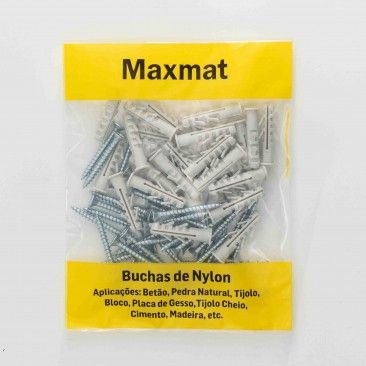 Maxmat
Buchas de Nylon
Aplicações: Betão, Pedra Natural, Tijolo,
Bloco, Placa de Gesso,Tijolo Cheio,
Cimento, Madeira, etc.